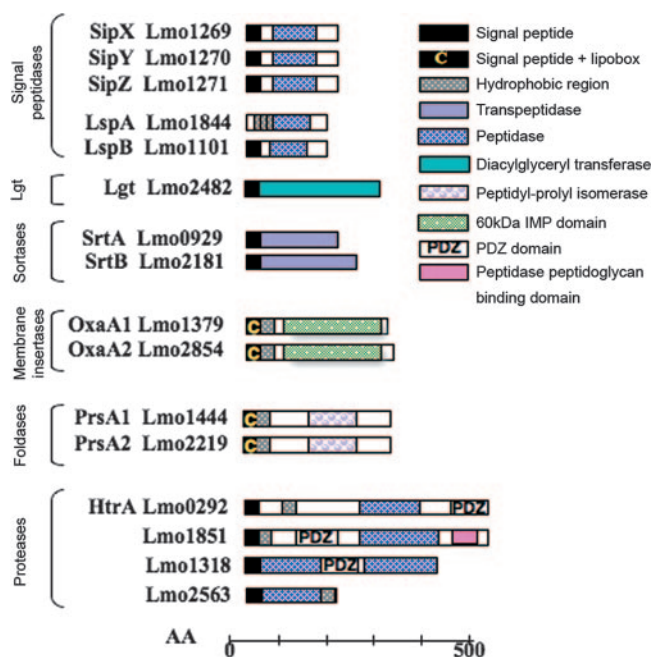 Signal
peptidases
SipX Lmo1269
SipY Lmo1270
SipZ Lmo1271
LspA Lmo1844
LspB Lmo1101
Lgt
Lgt Lmo2482
Sortases
SrtA Lmo0929
SrtB Lmo2181
Membrane
insertases
OxaA1 Lmo1379
C
OxaA2 Lmo2854
C
Foldases
PrsA1 Lmo1444
C
PrsA2 Lmo2219
C
Proteases
HtrA Lmo0292
PDZ
Lmo1851
PDZ
Lmo1318
PDZ
Lmo2563
AA 0 500
Signal peptide
C Signal peptide + lipobox
Hydrophobic region
Transpeptidase
Peptidase
Diacylglyceryl transferase
Peptidyl-prolyl isomerase
60kDa IMP domain
PDZ PDZ domain
Peptidase peptidoglycan
binding domain